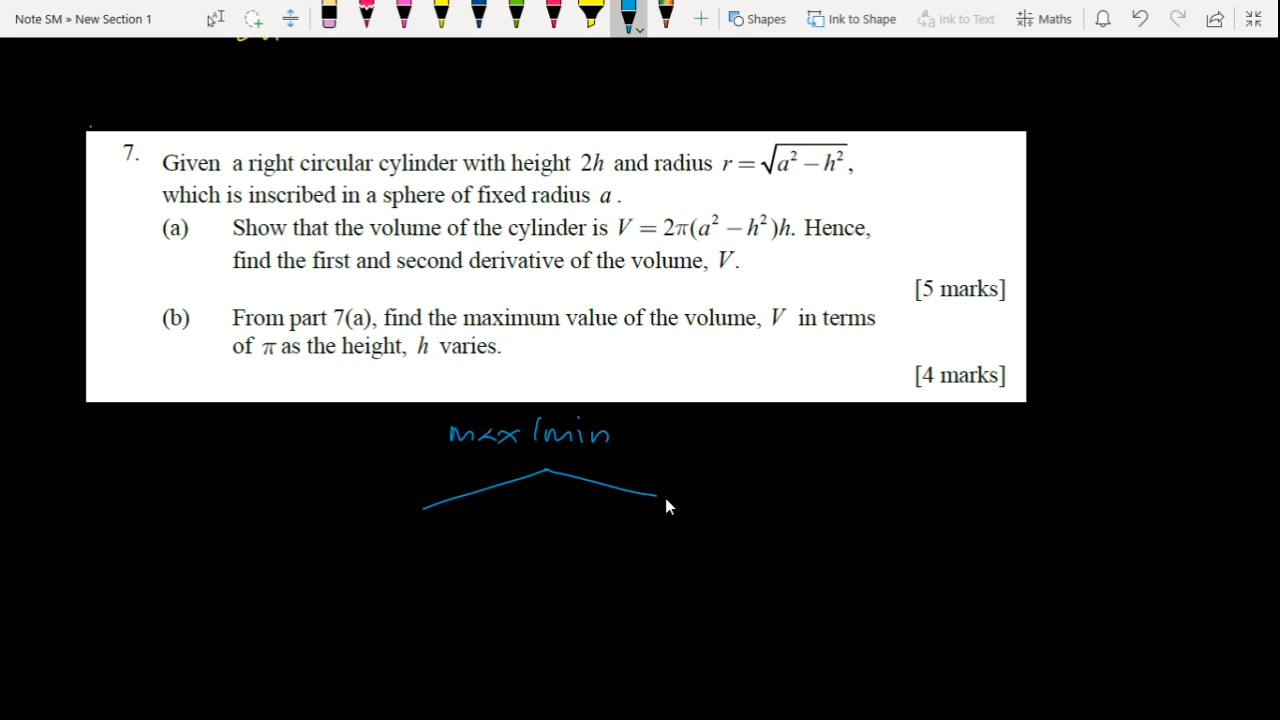 Note SM » New Section 1
Shapes
Ink to Shape
Ink to Text
Maths
7.
Given a right circular cylinder with height 2h and radius r = √(a² – h²),
which is inscribed in a sphere of fixed radius a .
(a) Show that the volume of the cylinder is V = 2π(a² – h²)h. Hence,
find the first and second derivative of the volume, V.
[5 marks]
(b) From part 7(a), find the maximum value of the volume, V in terms
of π as the height, h varies.
[4 marks]
max/min